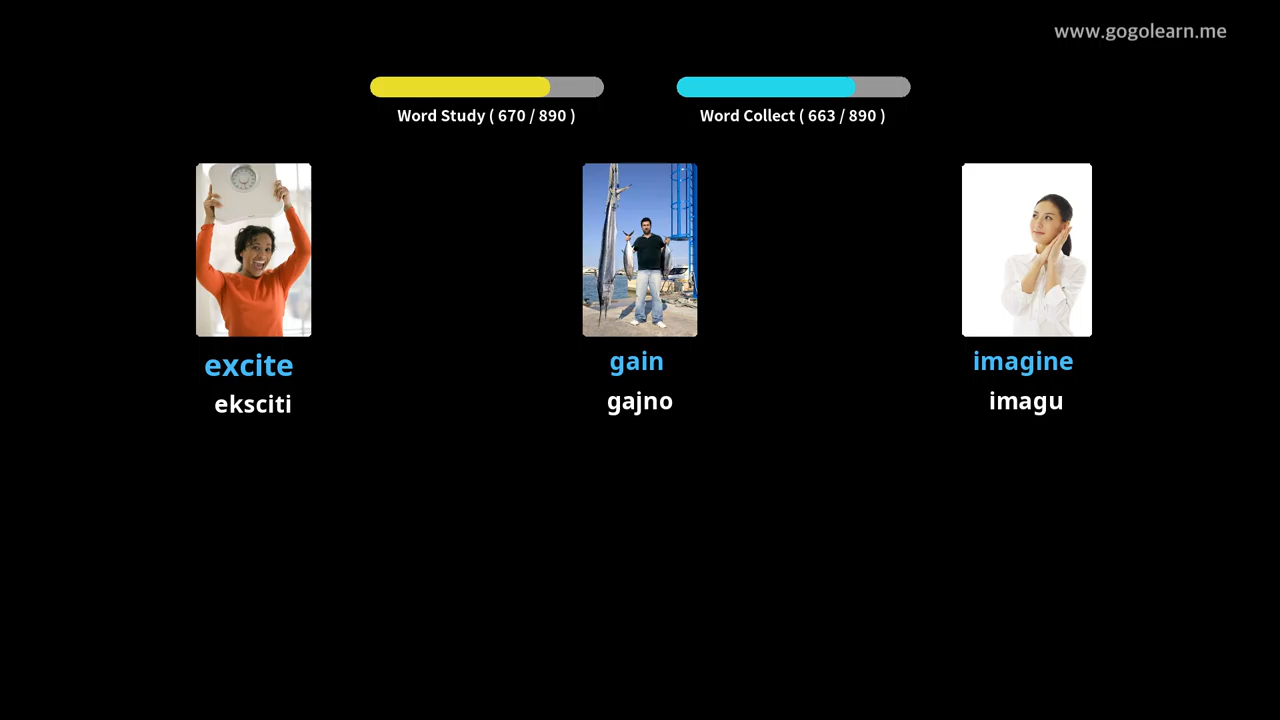 www.gogolearn.me
Word Study ( 670 / 890 )
Word Collect ( 663 / 890 )
excite
eksciti
gain
gajno
imagine
imagu